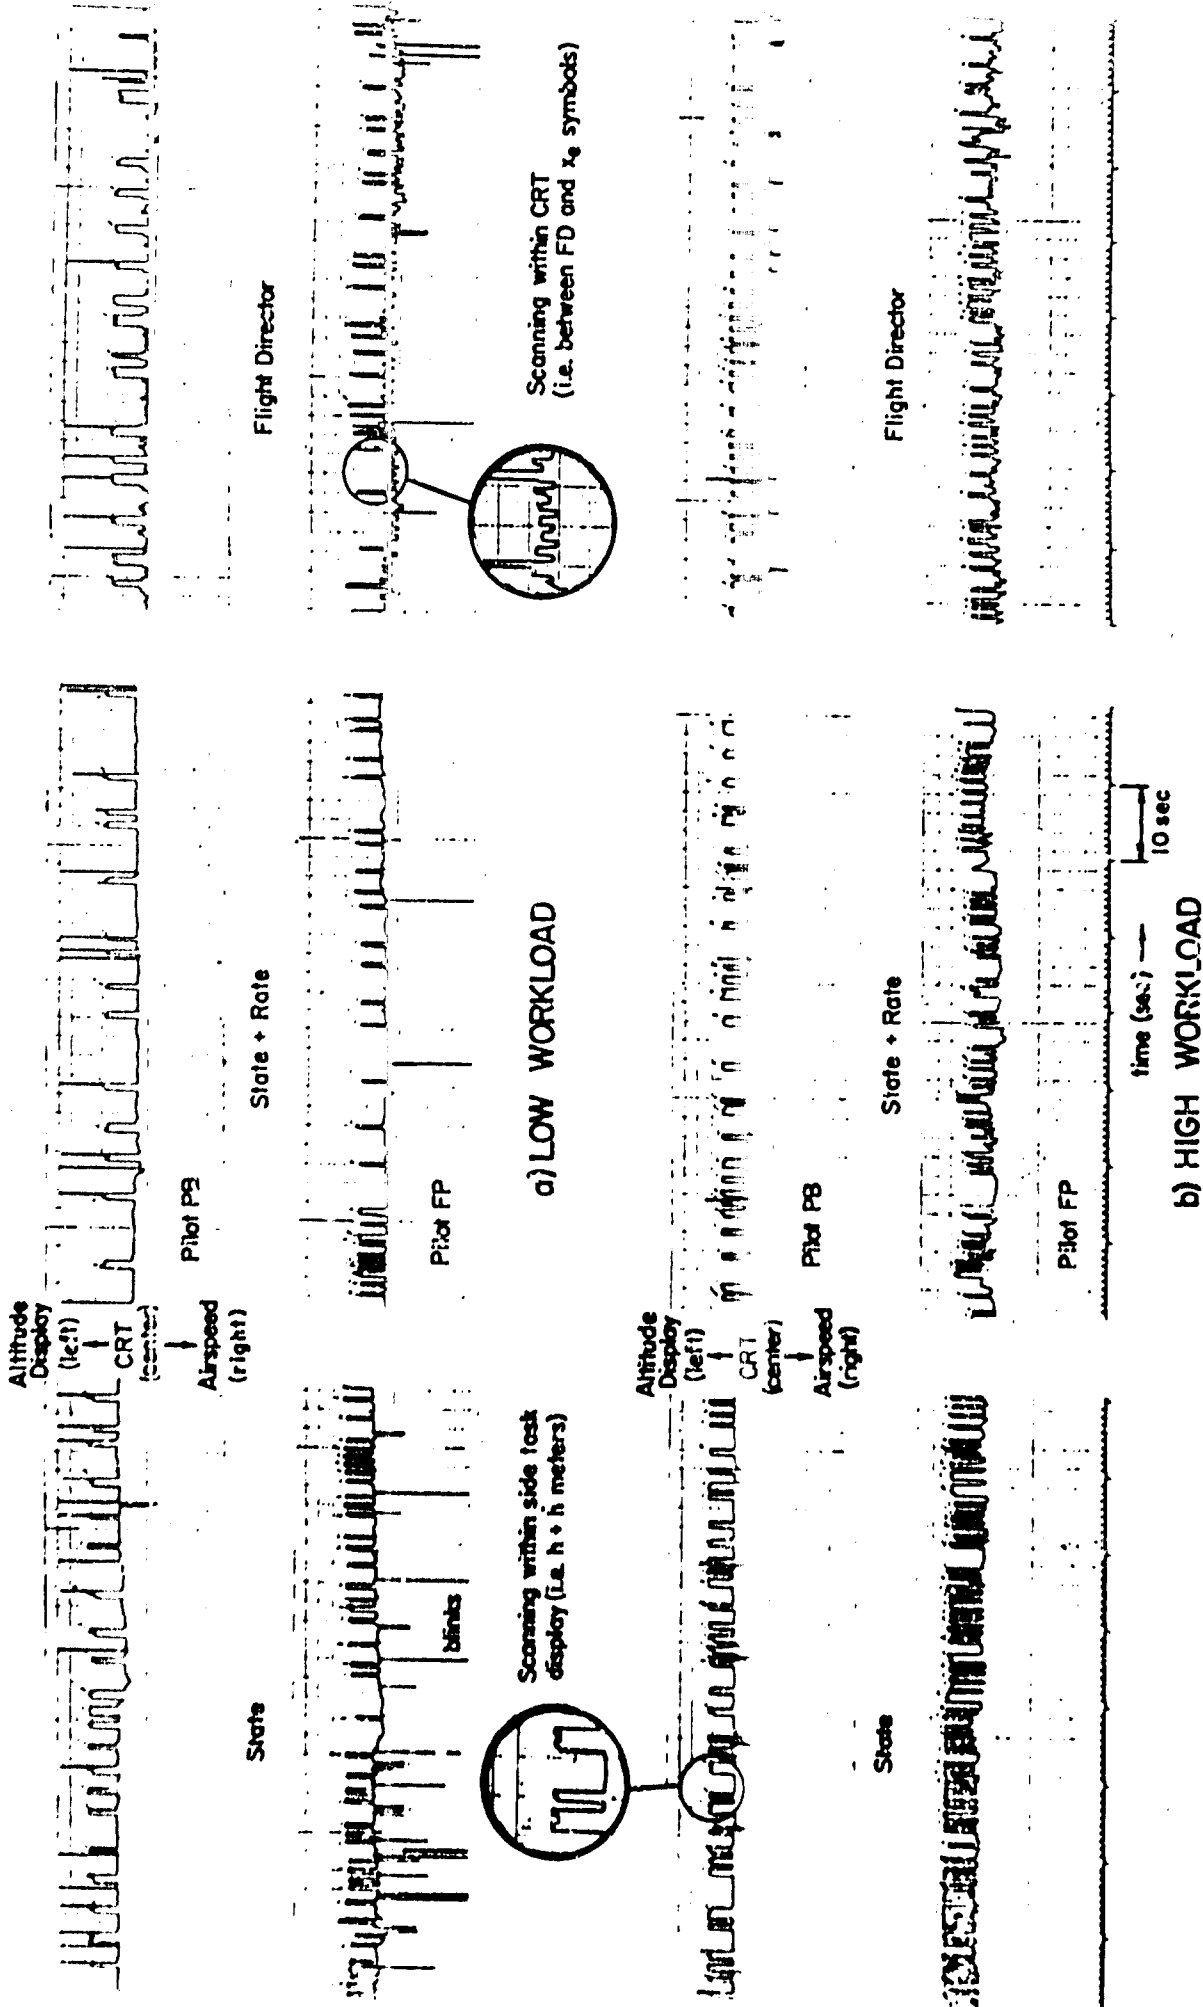 Altitude
Display
(left)
CRT
(center)
Airspeed
(right)
Pilot PB
State
State + Rate
Flight Director
blinks
Pilot FP
Scanning within side task
display (i.e. h + ḣ meters)
Scanning within CRT
(i.e. between FD and xₑ symbols)
a) LOW WORKLOAD
Altitude
Display
(left)
CRT
(center)
Airspeed
(right)
Pilot PB
State
State + Rate
Flight Director
Pilot FP
time (sec)
10 sec
b) HIGH WORKLOAD